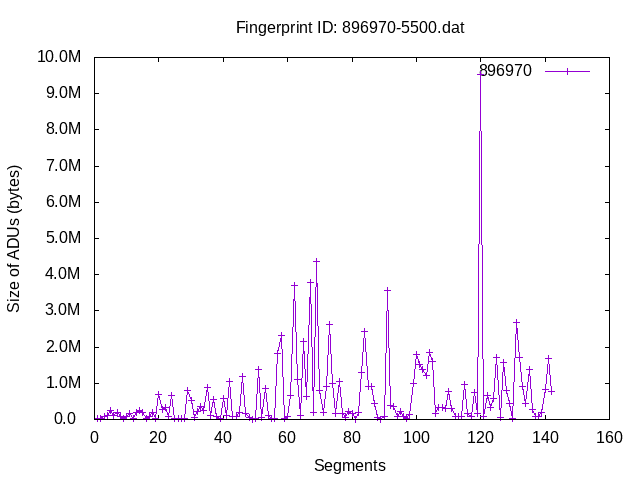 Fingerprint ID: 896970-5500.dat
10.0M
896970
9.0M
8.0M
7.0M
6.0M
5.0M
4.0M
3.0M
2.0M
1.0M
0.0
Size of ADUs (bytes)
0 20 40 60 80 100 120 140 160
Segments